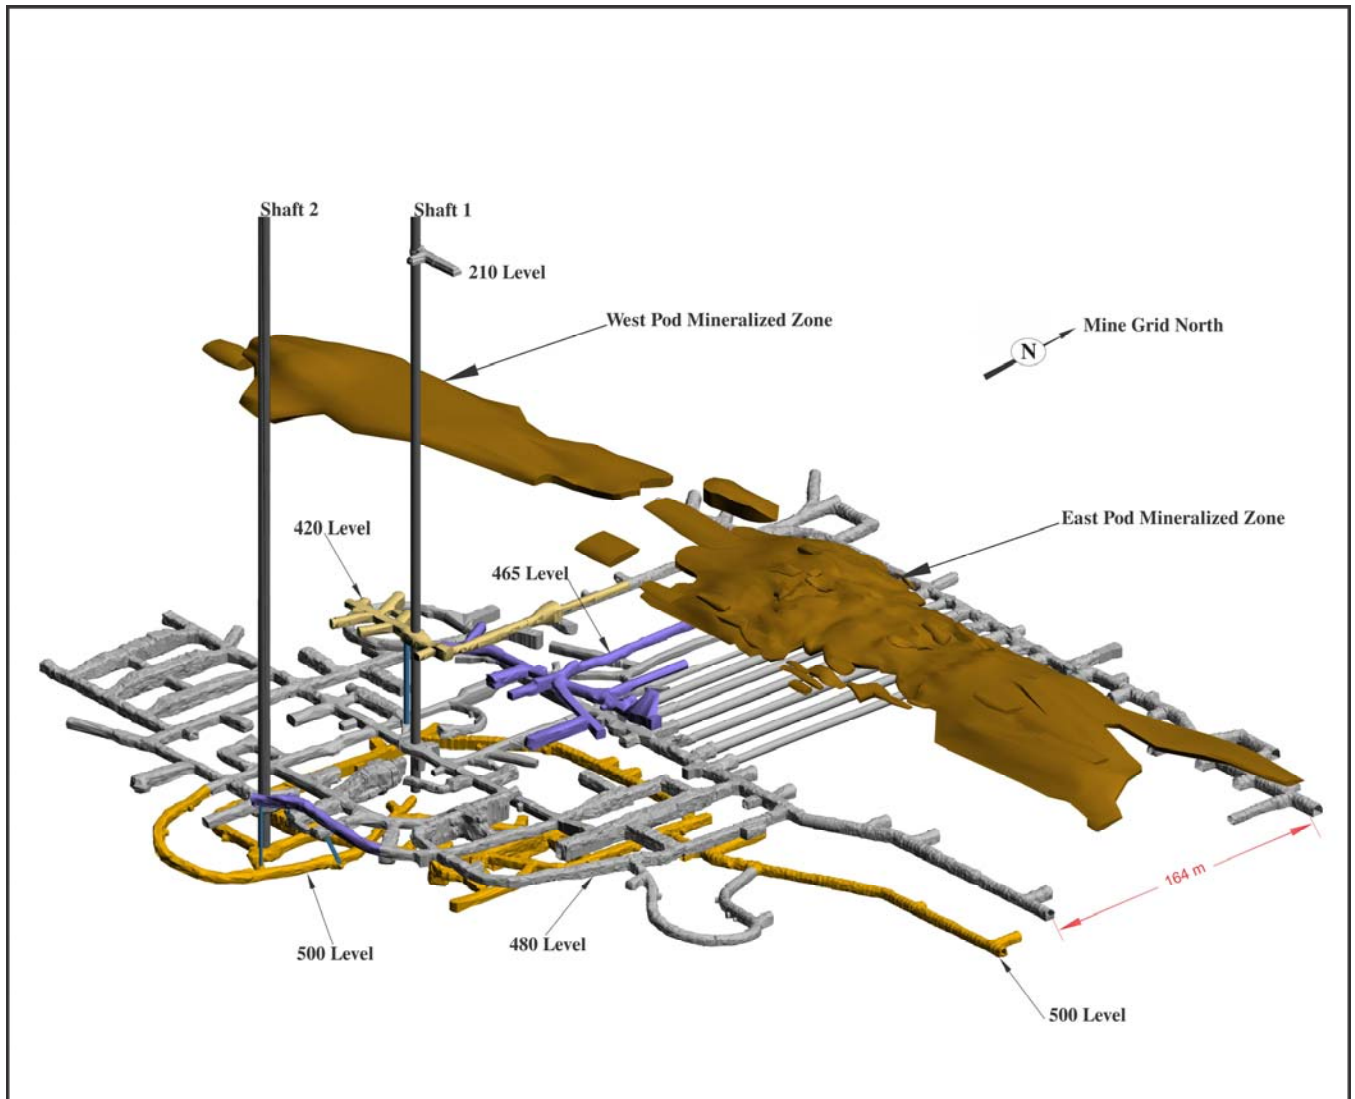 Shaft 2
Shaft 1
210 Level
West Pod Mineralized Zone
Mine Grid North
N
East Pod Mineralized Zone
420 Level
465 Level
164 m
500 Level
480 Level
500 Level